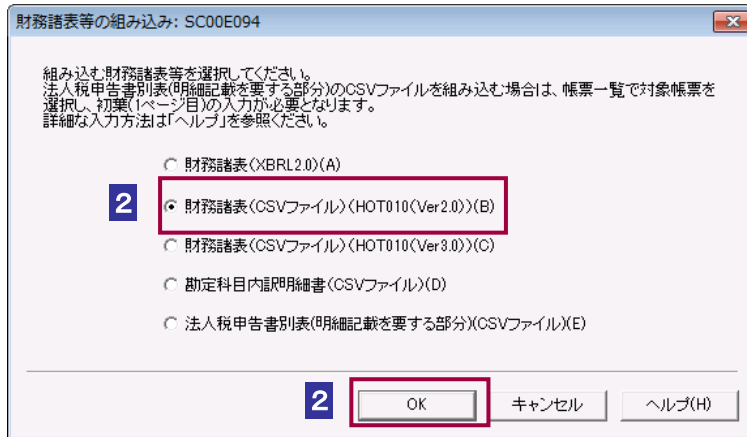 財務諸表等の組み込み: SC00E094
組み込む財務諸表等を選択してください。
法人税申告書別表(明細記載を要する部分)のCSVファイルを組み込む場合は、帳票一覧で対象帳票を
選択し、初葉(1ページ目)の入力が必要となります。
詳細な入力方法は「ヘルプ」を参照ください。
財務諸表(XBRL2.0)(A)
2
財務諸表(CSVファイル)(HOT010(Ver2.0))(B)
財務諸表(CSVファイル)(HOT010(Ver3.0))(C)
勘定科目内訳明細書(CSVファイル)(D)
法人税申告書別表(明細記載を要する部分)(CSVファイル)(E)
2
OK
キャンセル
ヘルプ(H)